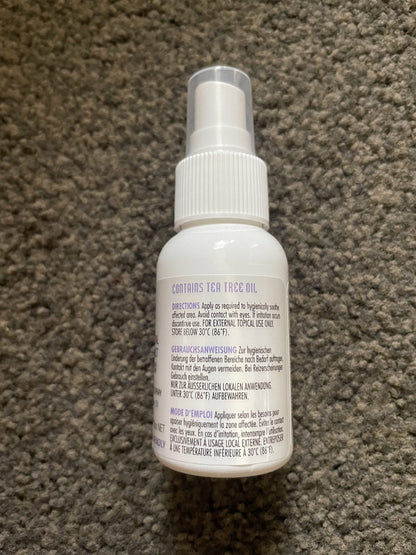 CONTAINS TEA TREE OIL
DIRECTIONS Apply as required to hygienically soothe
affected area. Avoid contact with eyes. If irritation occurs
discontinue use. FOR EXTERNAL TOPICAL USE ONLY.
STORE BELOW 30°C (86°F).
GEBRAUCHSANWEISUNG Zur hygienischen
Linderung der betroffenen Bereiche nach Bedarf auftragen.
Kontakt mit den Augen vermeiden. Bei Reizerscheinungen
Gebrauch einstellen.
NUR ZUR ÄUSSERLICHEN LOKALEN ANWENDUNG.
UNTER 30°C (86°F) AUFBEWAHREN.
MODE D'EMPLOI Appliquer selon les besoins pour
apaiser hygiéniquement la zone affectée. Eviter le contact
avec les yeux. En cas d'irritation, interrompre l'utilisation.
EXCLUSIVEMENT A USAGE LOCAL EXTERNE. ENTREPOSER
À UNE TEMPÉRATURE INFÉRIEURE À 30°C (86°F).
NET